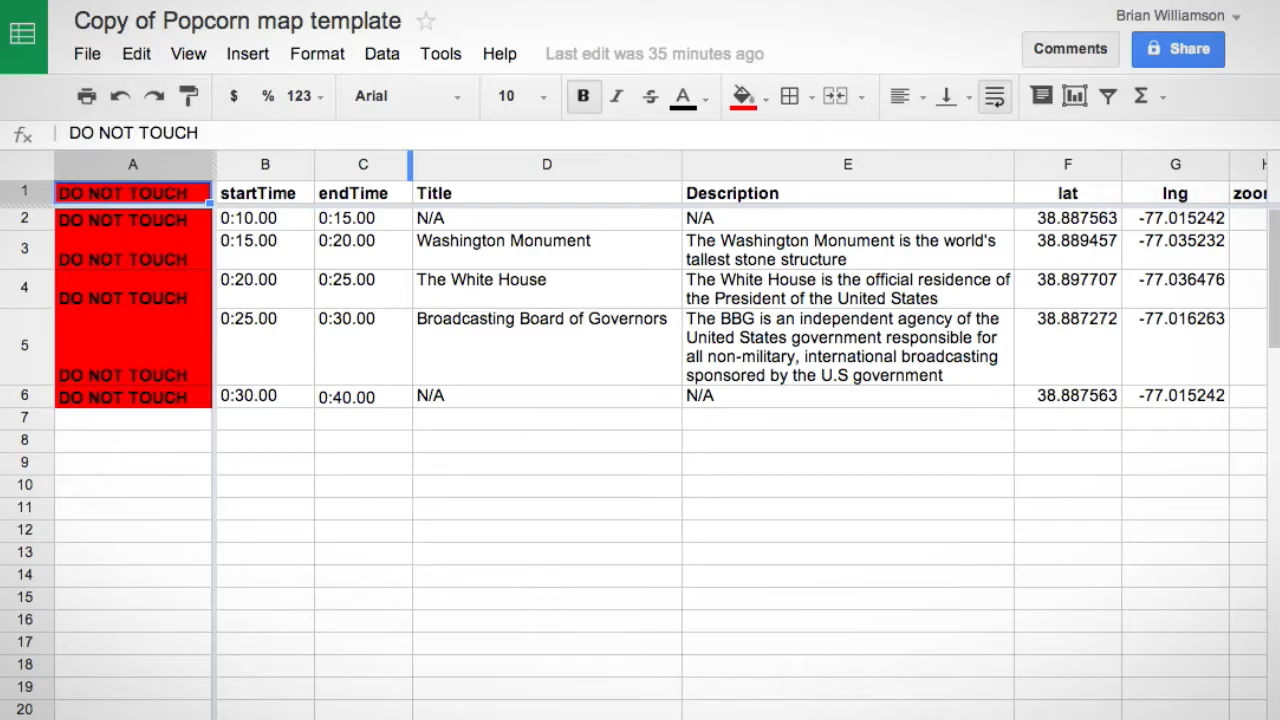 Copy of Popcorn map template
Brian Williamson
File Edit View Insert Format Data Tools Help Last edit was 35 minutes ago
Comments Share
$ % 123 Arial 10 B I S A Σ
fx DO NOT TOUCH
A B C D E F G H
1 DO NOT TOUCH startTime endTime Title Description lat lng zoom
2 DO NOT TOUCH 0:10.00 0:15.00 N/A N/A 38.887563 -77.015242
3 DO NOT TOUCH 0:15.00 0:20.00 Washington Monument The Washington Monument is the world's 38.889457 -77.035232
tallest stone structure
4 DO NOT TOUCH 0:20.00 0:25.00 The White House The White House is the official residence of 38.897707 -77.036476
the President of the United States
5 DO NOT TOUCH 0:25.00 0:30.00 Broadcasting Board of Governors The BBG is an independent agency of the 38.887272 -77.016263
United States government responsible for
all non-military, international broadcasting
sponsored by the U.S government
6 DO NOT TOUCH 0:30.00 0:40.00 N/A N/A 38.887563 -77.015242
7
8
9
10
11
12
13
14
15
16
17
18
19
20